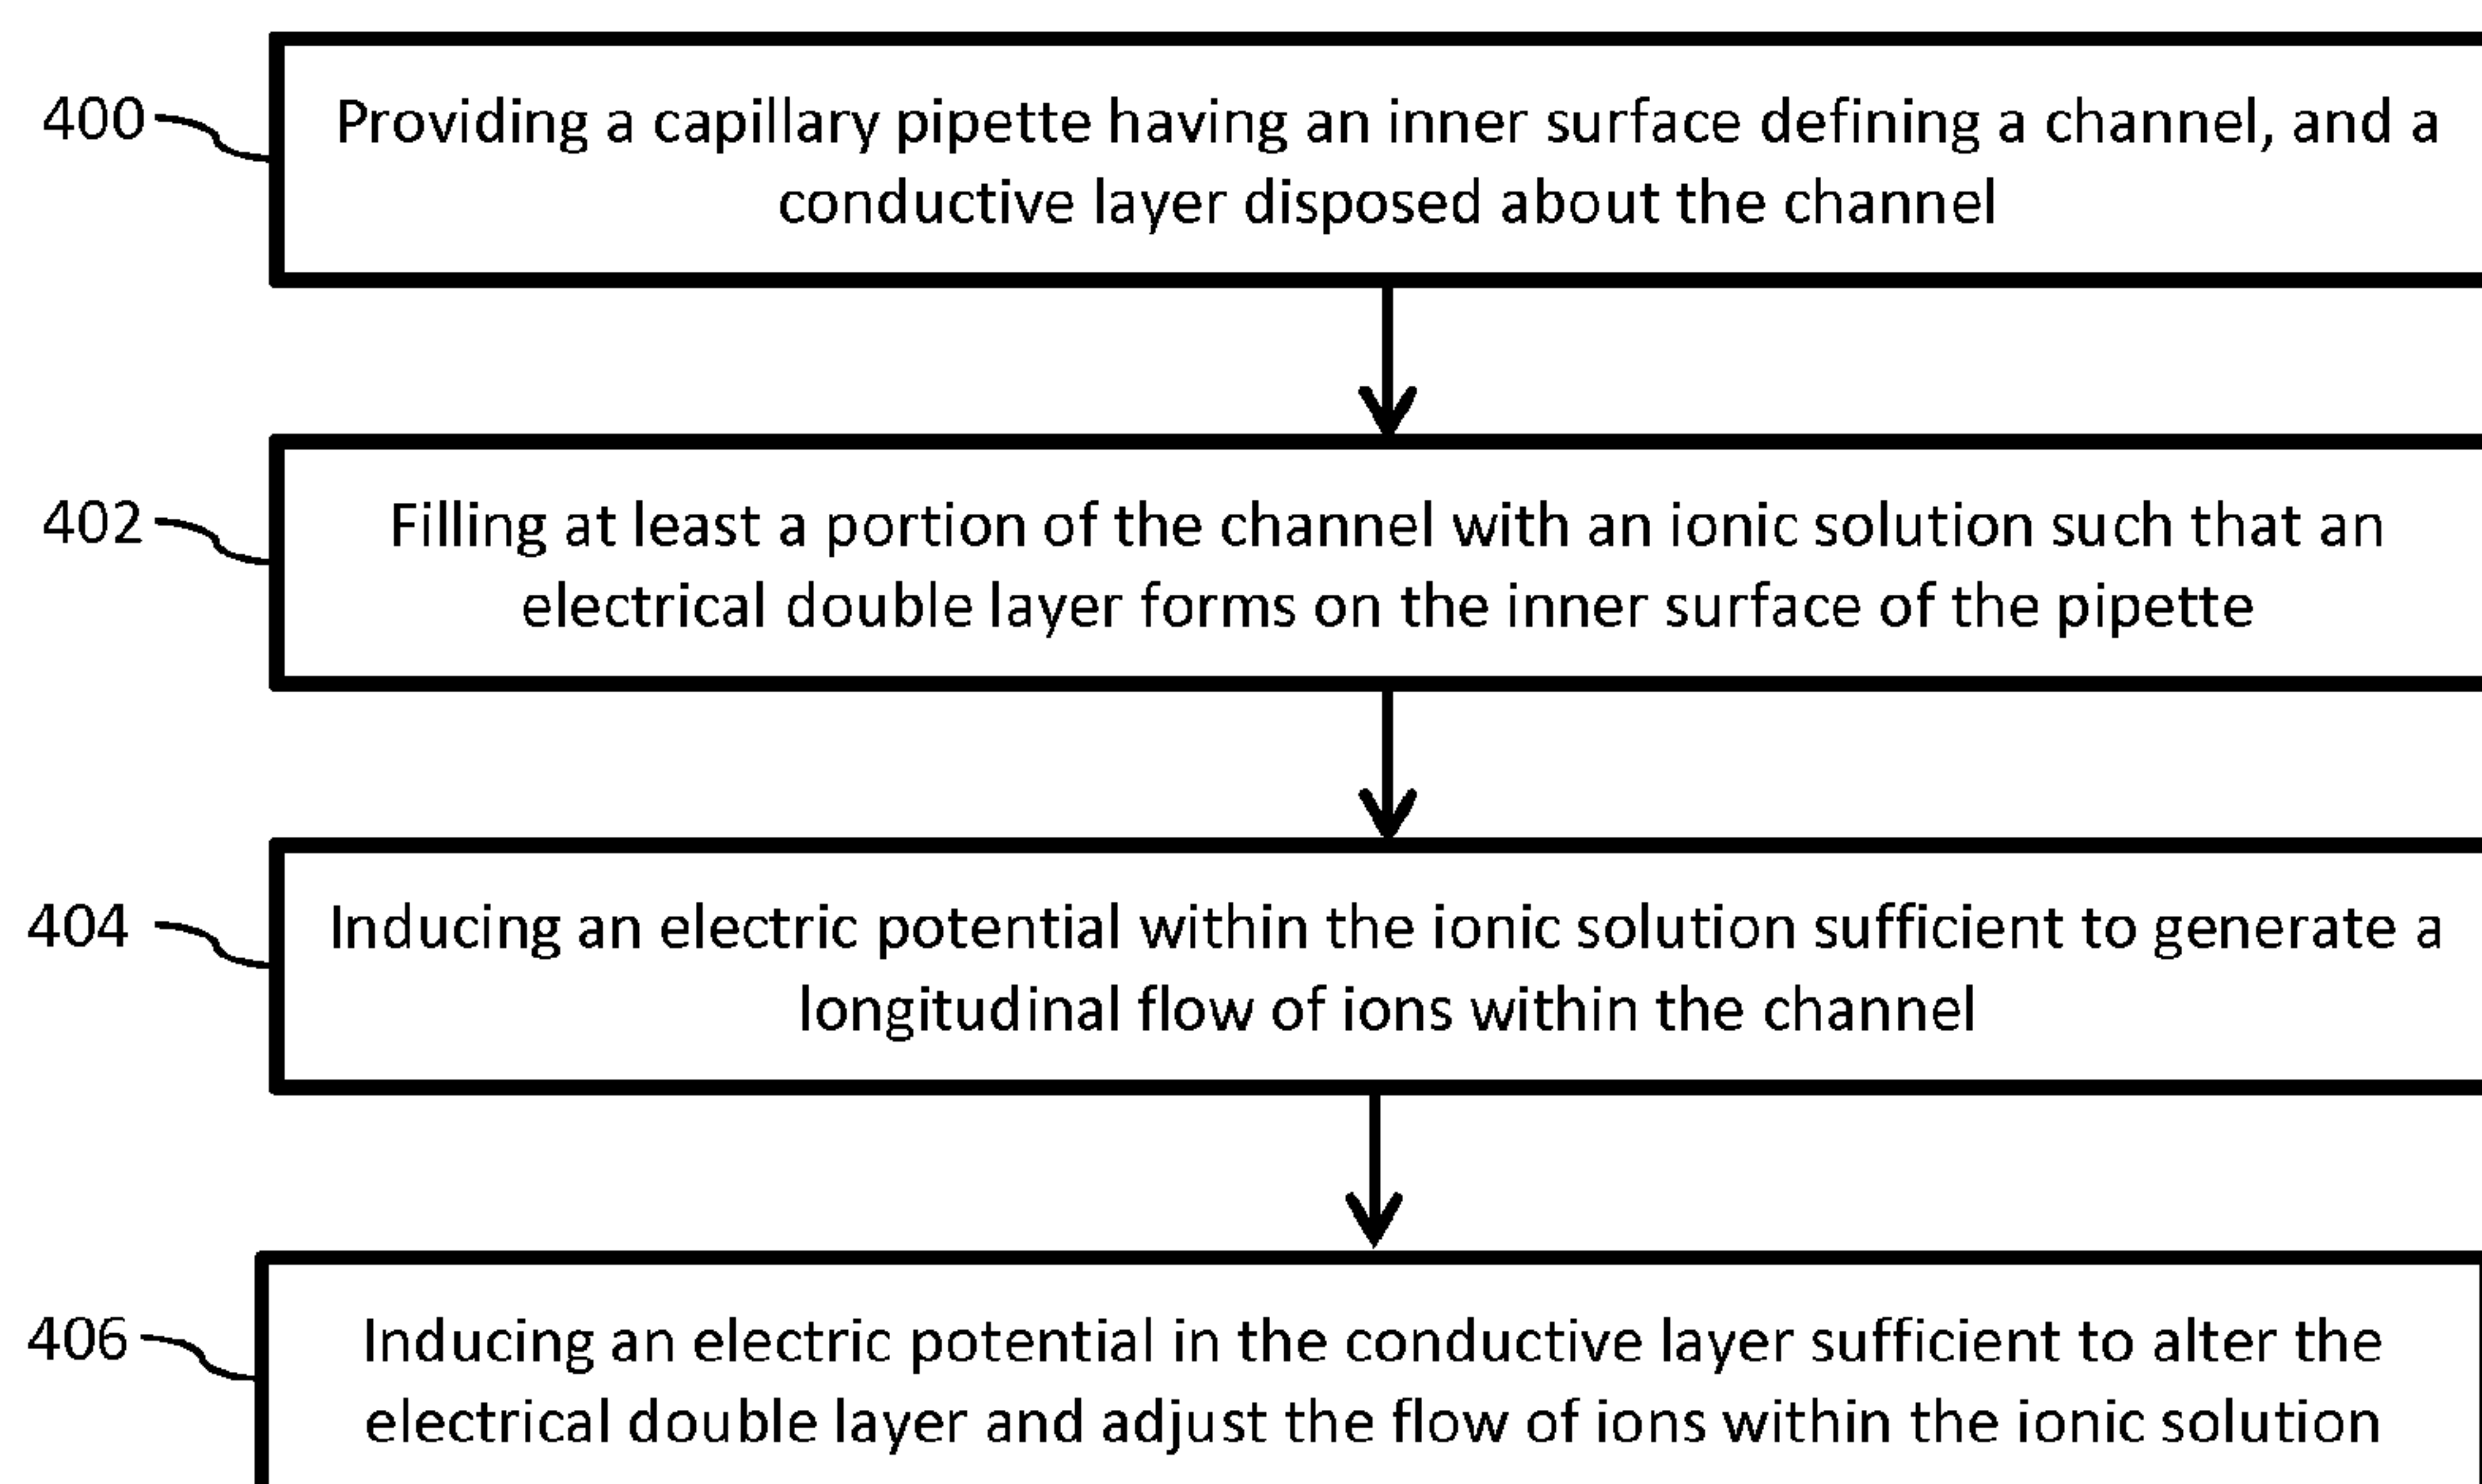 400
Providing a capillary pipette having an inner surface defining a channel, and a
conductive layer disposed about the channel
402
Filling at least a portion of the channel with an ionic solution such that an
electrical double layer forms on the inner surface of the pipette
404
Inducing an electric potential within the ionic solution sufficient to generate a
longitudinal flow of ions within the channel
406
Inducing an electric potential in the conductive layer sufficient to alter the
electrical double layer and adjust the flow of ions within the ionic solution